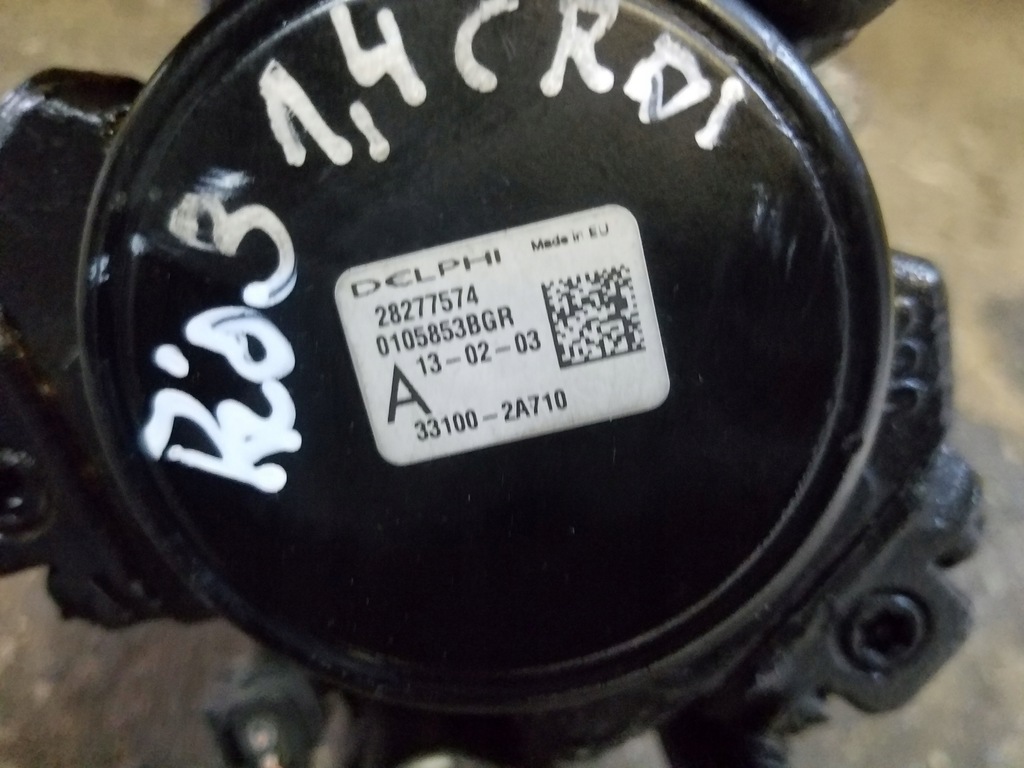 1,4 CRDI
Rio 3
DELPHI Made in EU
28277574
0105853BGR
13-02-03
A
33100-2A710